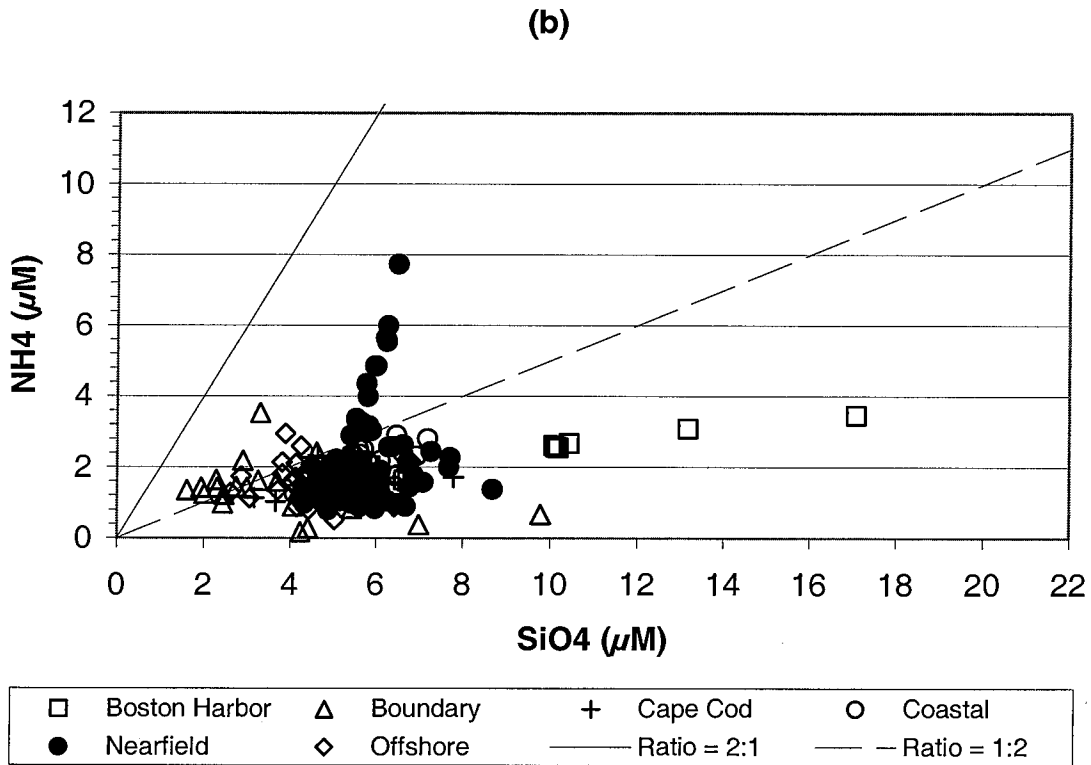 (b)
NH4 (µM)
12
10
8
6
4
2
0
0 2 4 6 8 10 12 14 16 18 20 22
SiO4 (µM)
Boston Harbor Boundary Cape Cod Coastal
Nearfield Offshore Ratio = 2:1 Ratio = 1:2